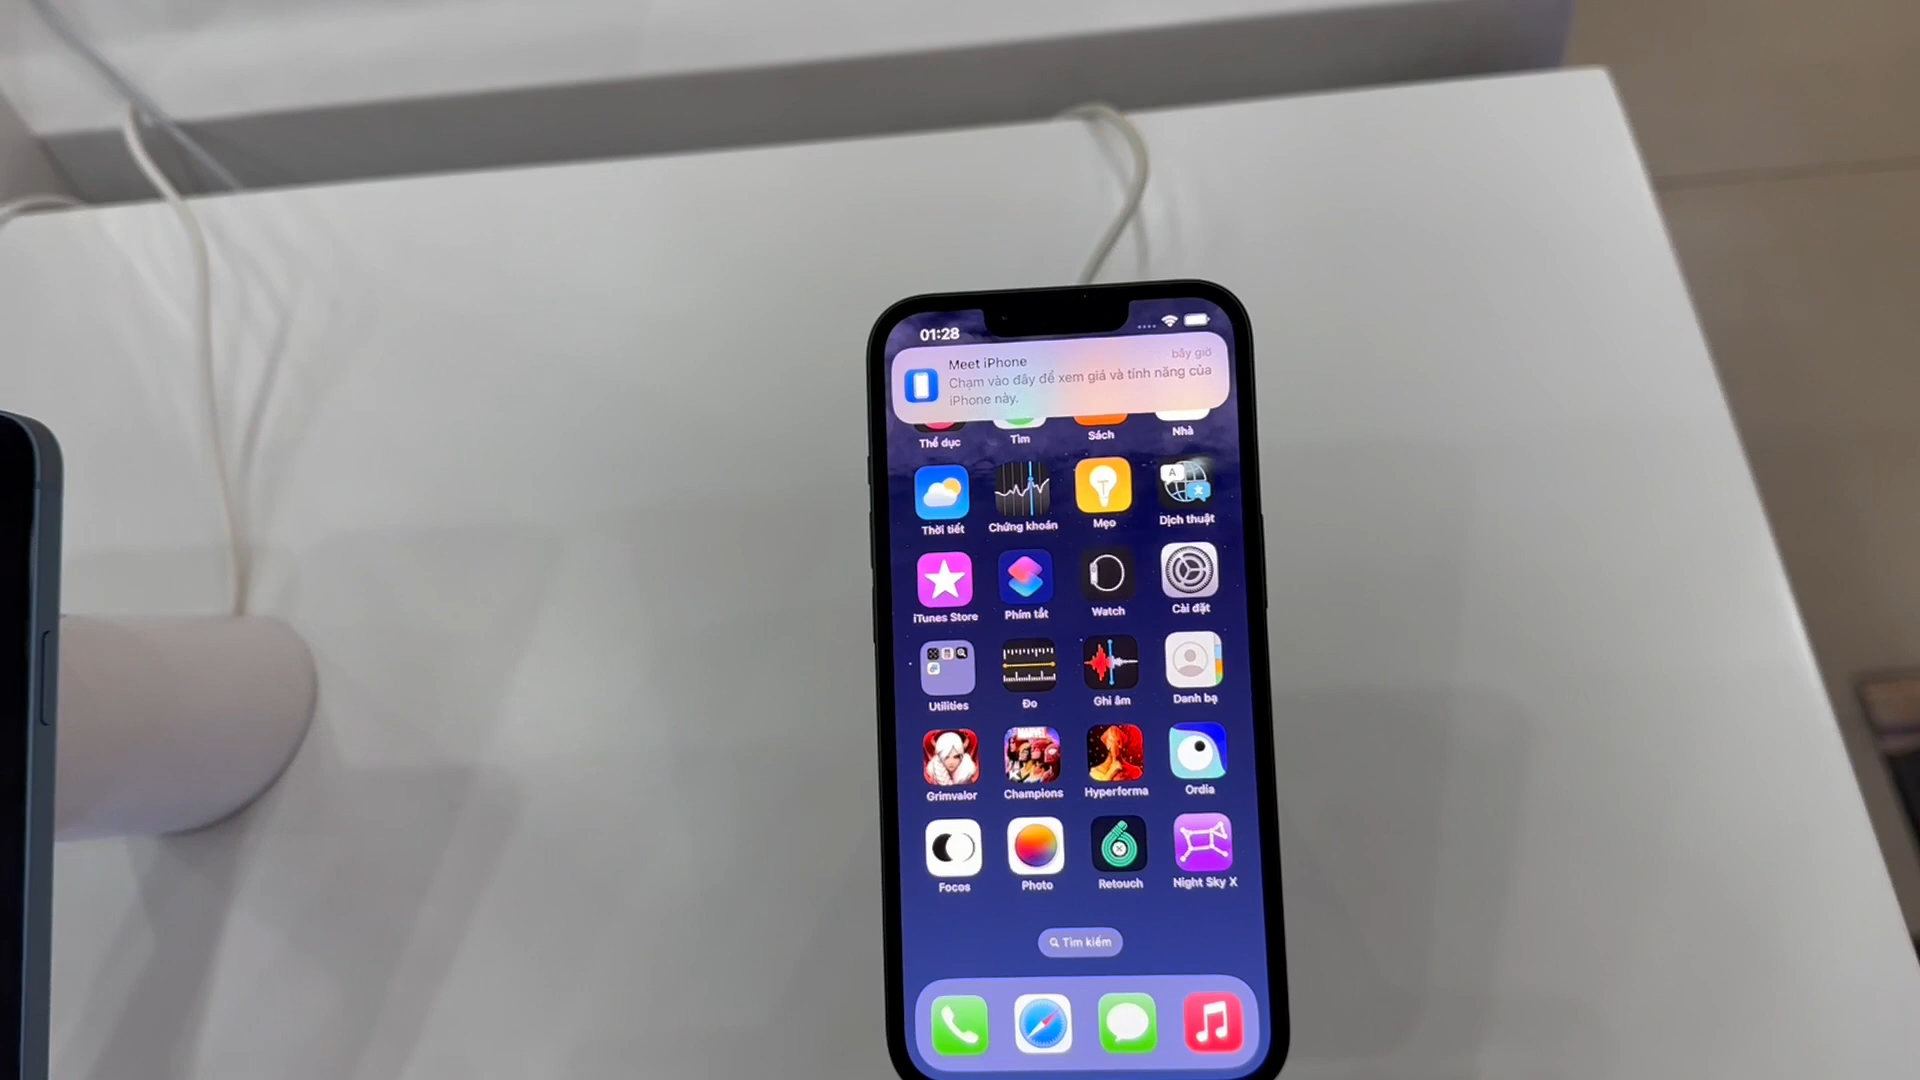 01:28
Meet iPhone
bây giờ
Chạm vào đây để xem giá và tính năng của
iPhone này.
Thể dục
Tìm
Sách
Nhà
Thời tiết
Chứng khoán
Mẹo
Dịch thuật
iTunes Store
Phím tắt
Watch
Cài đặt
Utilities
Đo
Ghi âm
Danh bạ
MARVEL
Grimvalor
Champions
Hyperforma
Ordia
Focos
Photo
Retouch
Night Sky X
Tìm kiếm